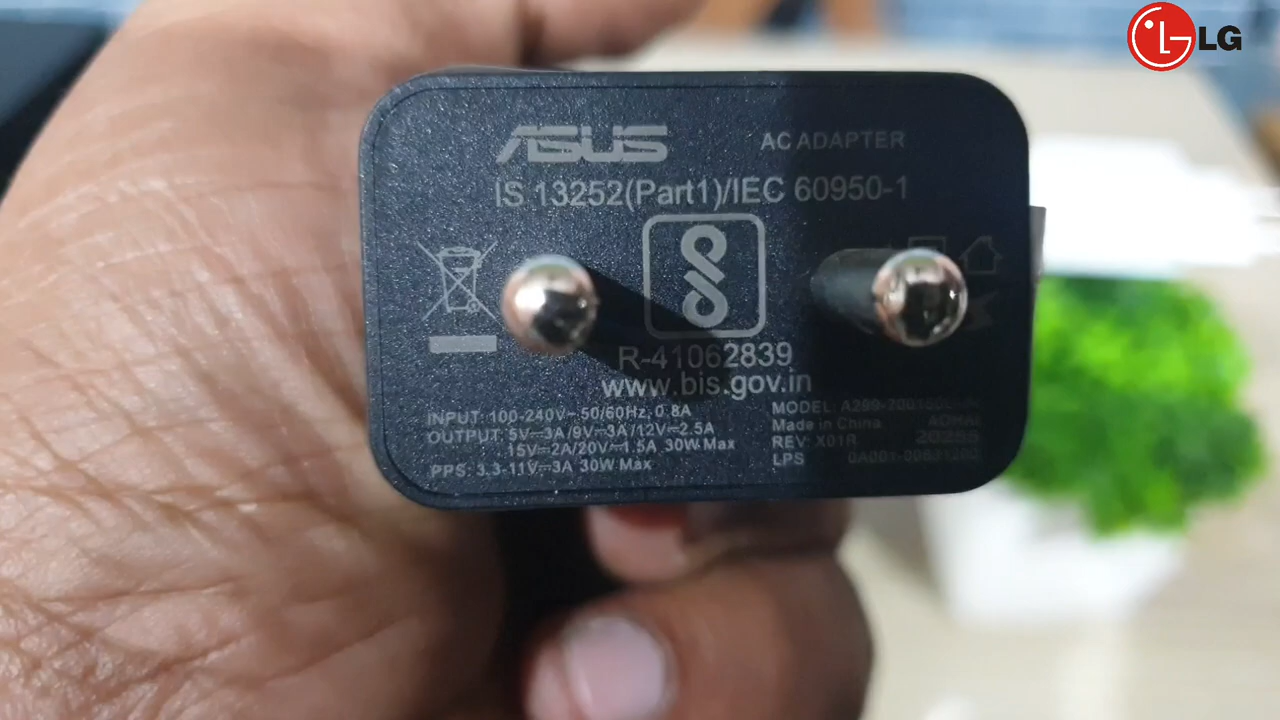 LG
ASUS
AC ADAPTER
IS 13252(Part1)/IEC 60950-1
R-41062839
www.bis.gov.in
INPUT: 100-240V~50/60Hz, 0.8A
OUTPUT: 5V⎓3A/9V⎓3A/12V⎓2.5A
15V⎓2A/20V⎓1.5A 30W Max
PPS: 3.3-11V⎓3A 30W Max
MODEL:
Made in China.
REV: X01R
LPS